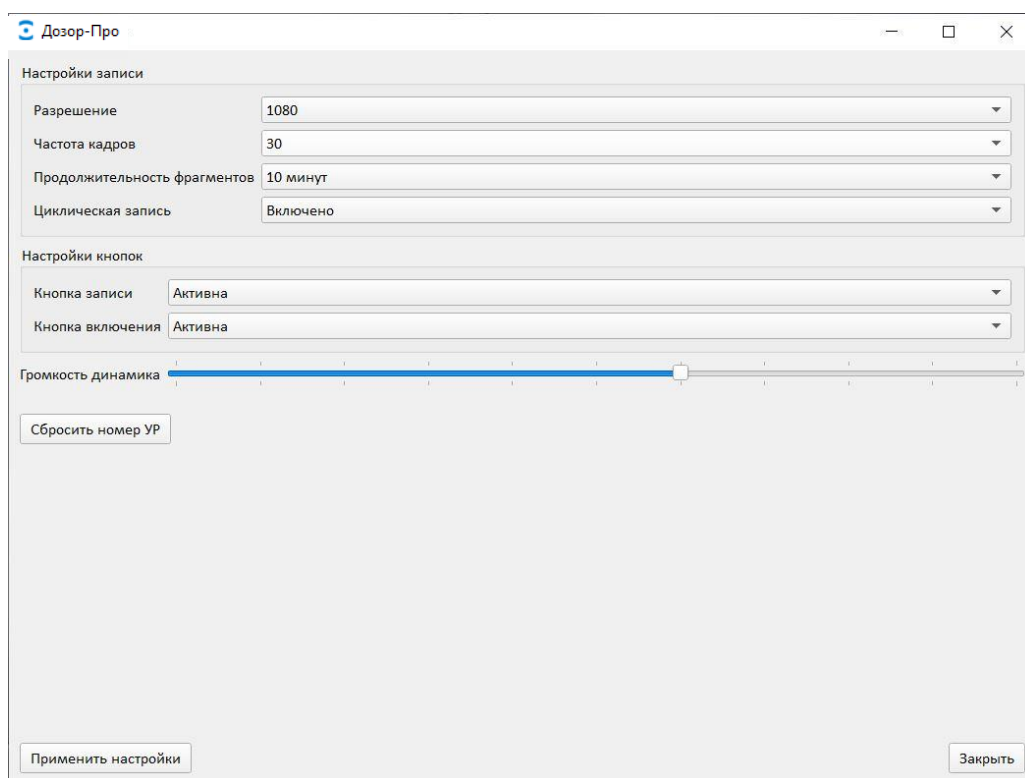 Дозор-Про
Настройки записи
Разрешение 1080
Частота кадров 30
Продолжительность фрагментов 10 минут
Циклическая запись Включено
Настройки кнопок
Кнопка записи Активна
Кнопка включения Активна
Громкость динамика
Сбросить номер УР
Применить настройки Закрыть